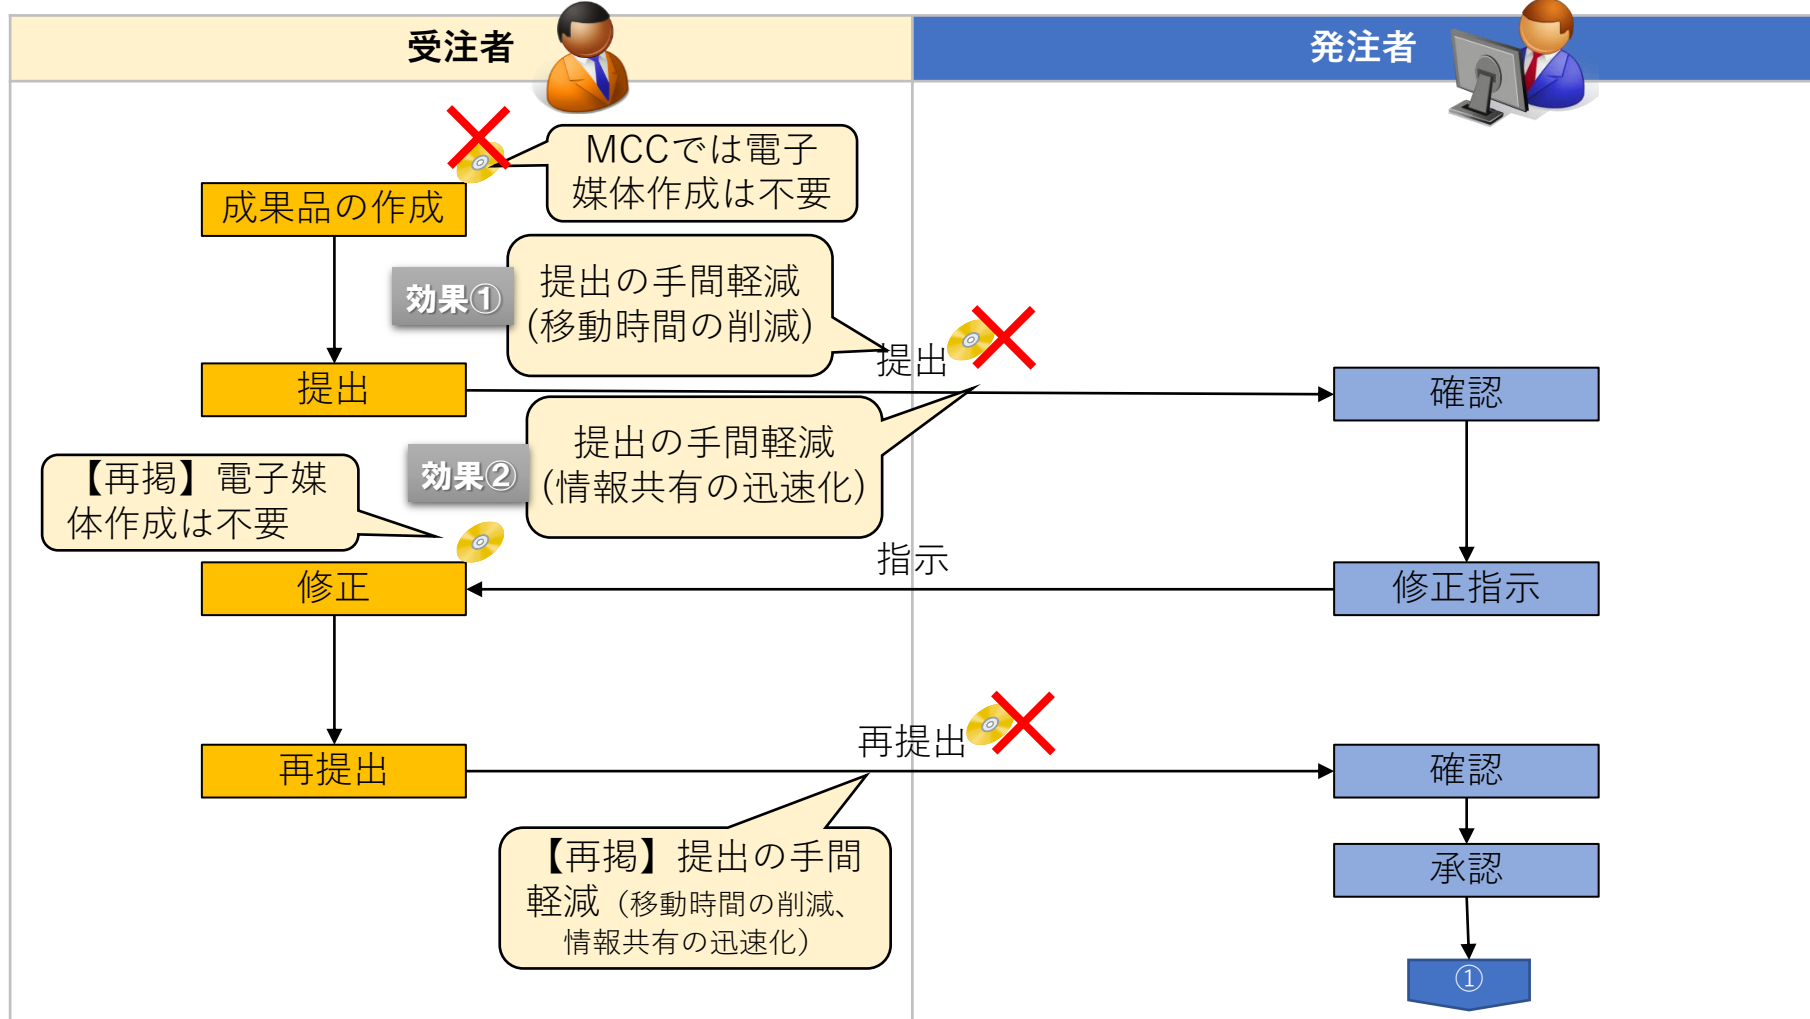 受注者
発注者
MCCでは電子
媒体作成は不要
成果品の作成
効果①
提出の手間軽減
(移動時間の削減)
提出
提出
確認
効果②
提出の手間軽減
(情報共有の迅速化)
【再掲】電子媒
体作成は不要
指示
修正
修正指示
再提出
再提出
確認
【再掲】提出の手間
軽減（移動時間の削減、
情報共有の迅速化）
承認
①